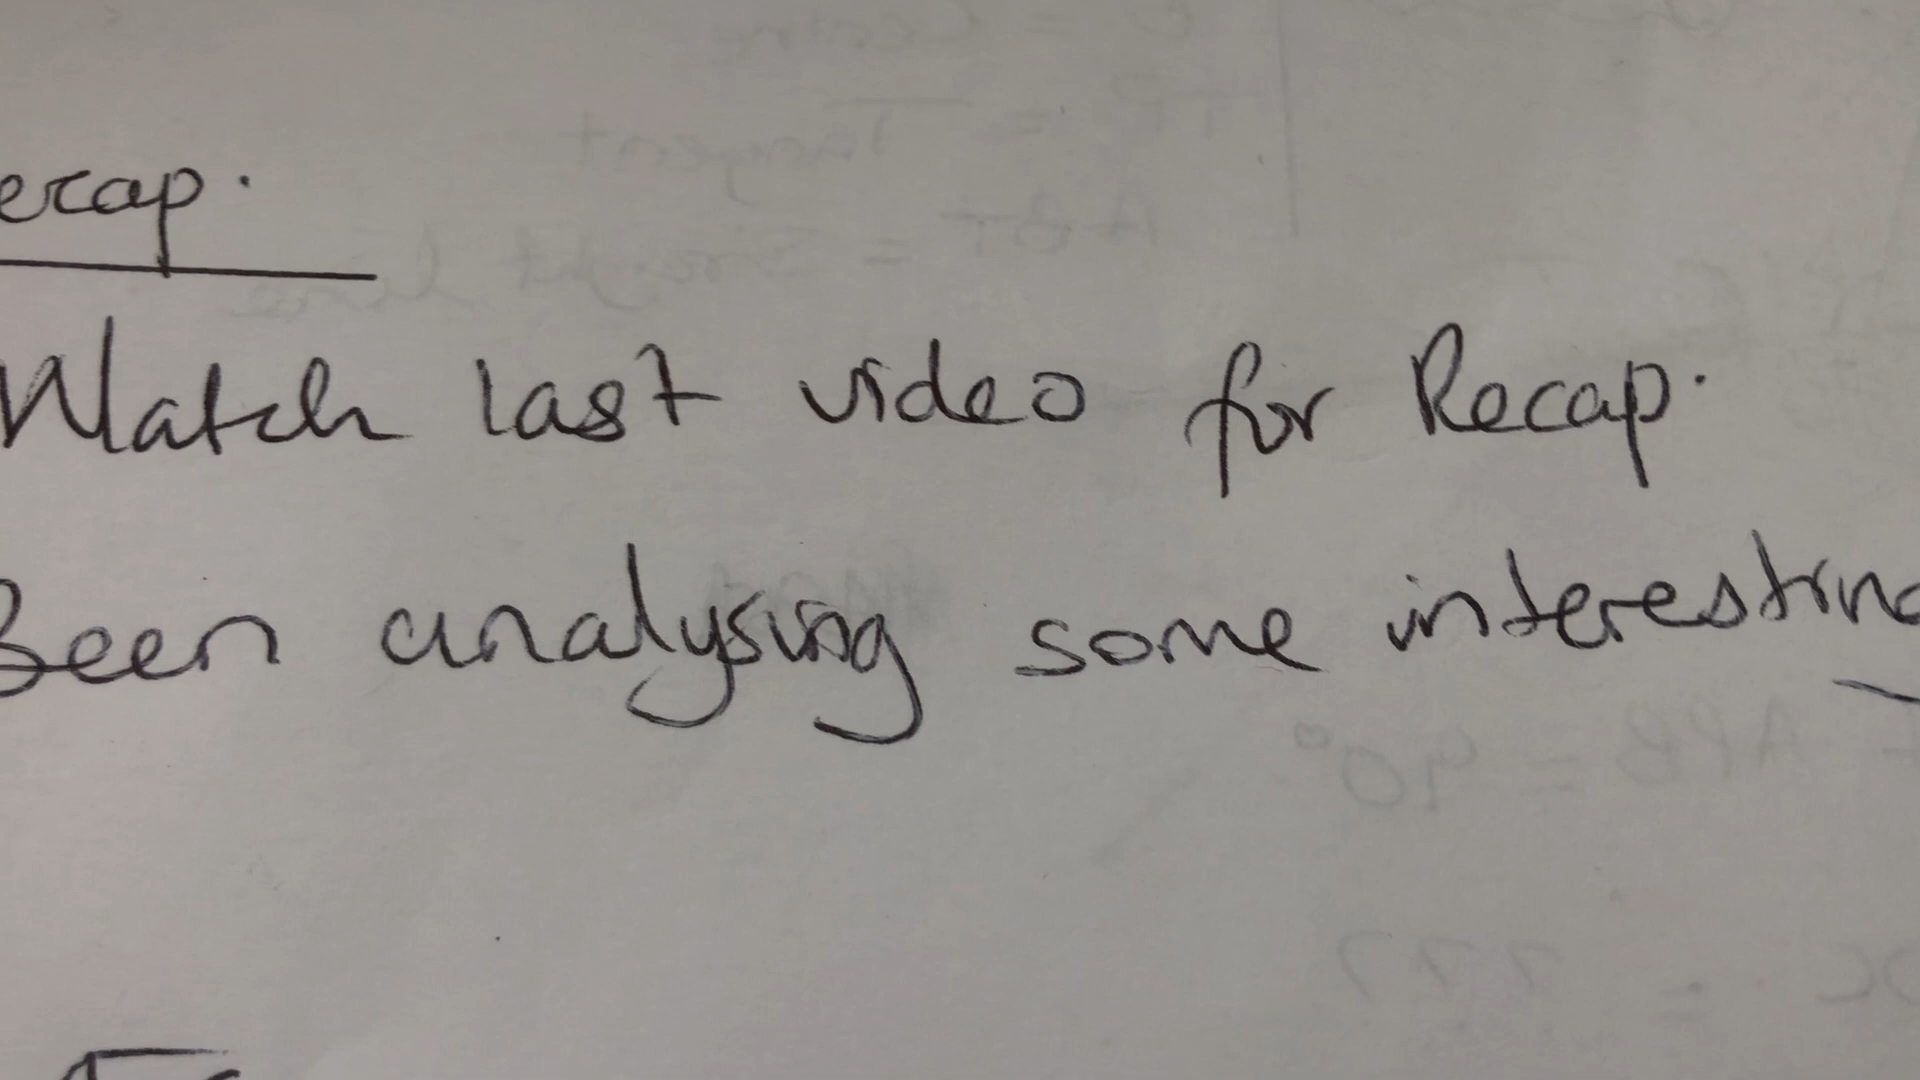 ecap.
Watch last video for Recap.
Been analysing some interesting